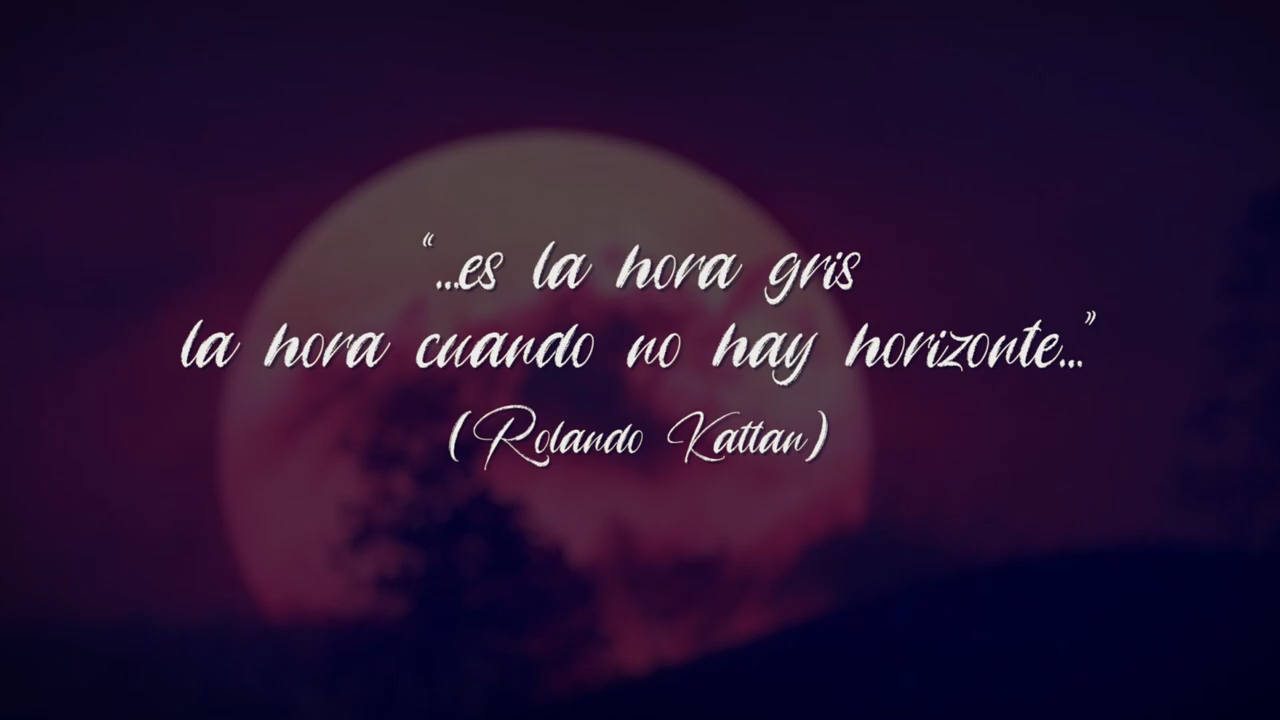 “...es la hora gris
la hora cuando no hay horizonte...”
(Rolando Kattan)